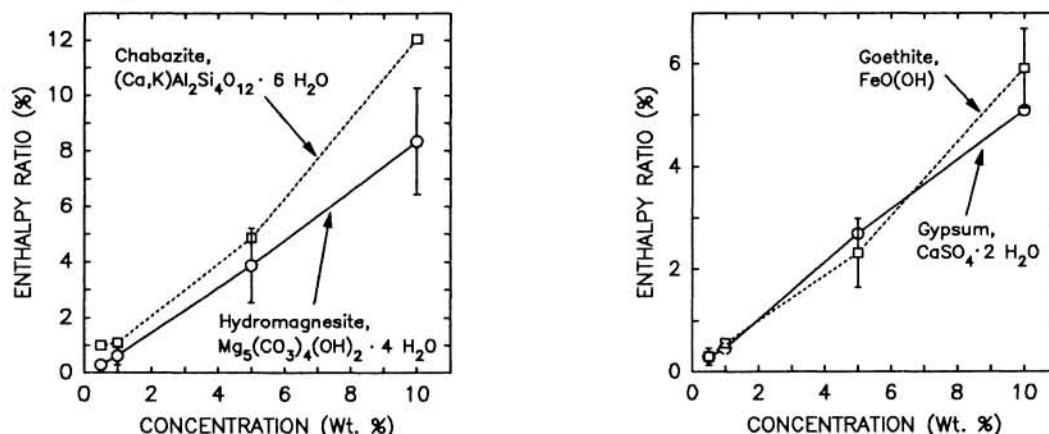 ENTHALPY RATIO (%)
12
10
8
6
4
2
0
Chabazite,
(Ca,K)Al₂Si₄O₁₂ · 6 H₂O
Hydromagnesite,
Mg₅(CO₃)₄(OH)₂ · 4 H₂O
0 2 4 6 8 10
CONCENTRATION (Wt. %)
ENTHALPY RATIO (%)
6
4
2
0
Goethite,
FeO(OH)
Gypsum,
CaSO₄·2 H₂O
0 2 4 6 8 10
CONCENTRATION (Wt. %)